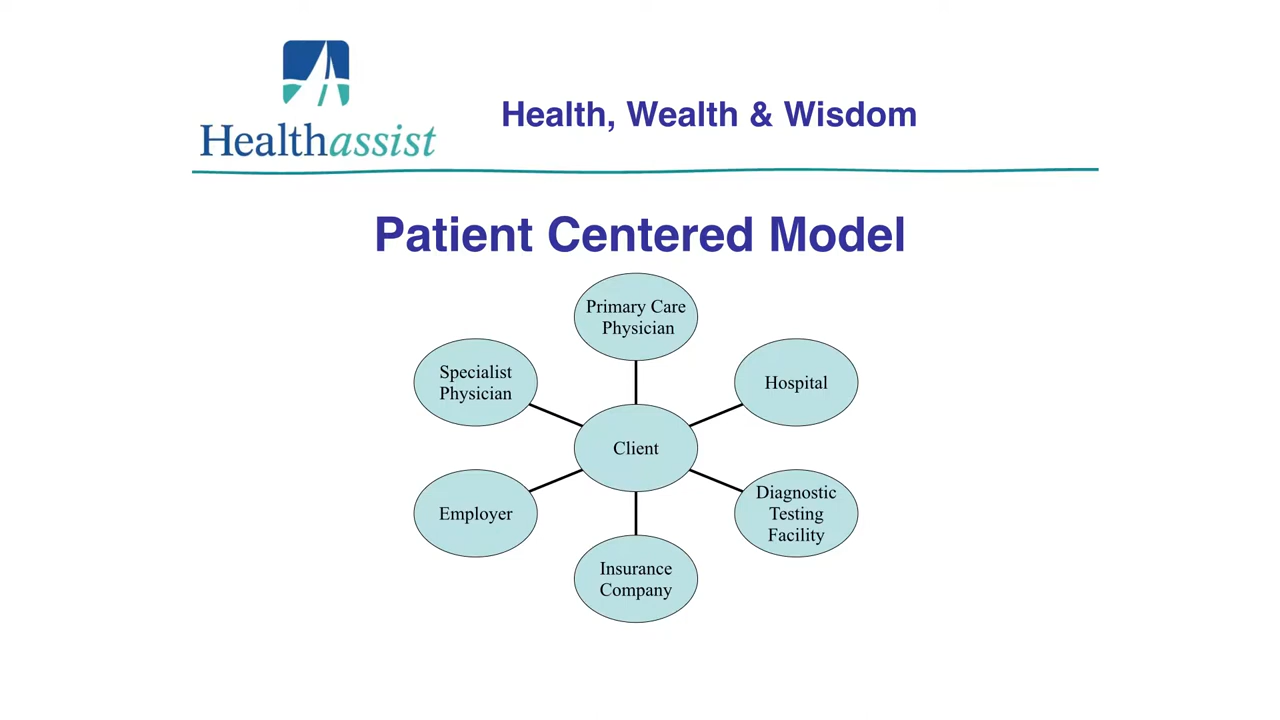 Healthassist
Health, Wealth & Wisdom
Patient Centered Model
Primary Care
Physician
Specialist
Physician
Hospital
Client
Employer
Diagnostic
Testing
Facility
Insurance
Company